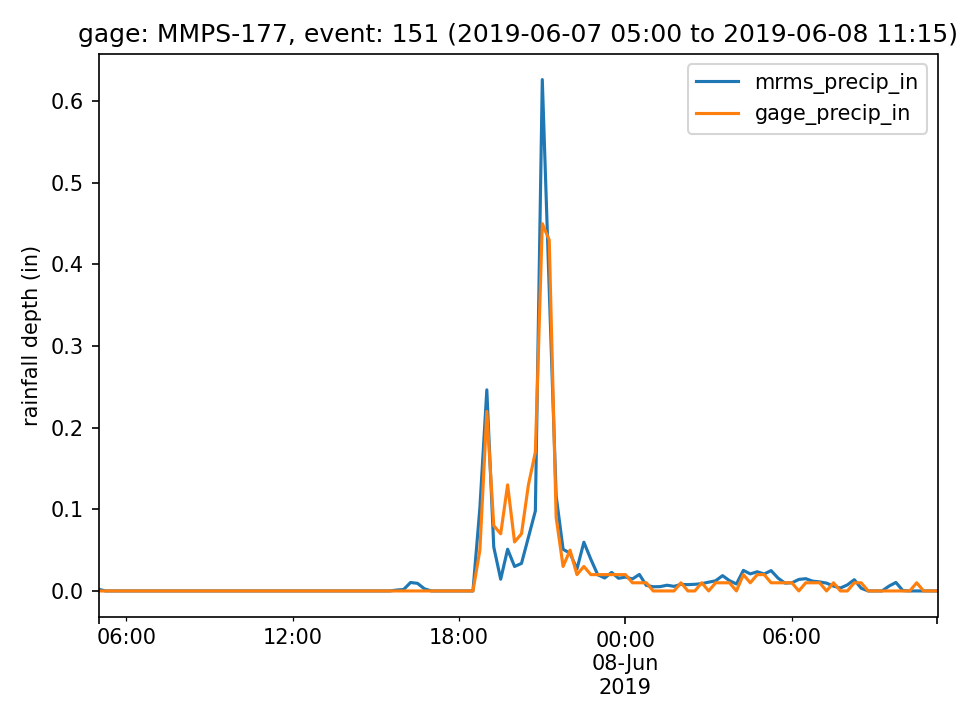 gage: MMPS-177, event: 151 (2019-06-07 05:00 to 2019-06-08 11:15)
mrms_precip_in
gage_precip_in
rainfall depth (in)
0.6
0.5
0.4
0.3
0.2
0.1
0.0
06:00 12:00 18:00 00:00 06:00
08-Jun
2019